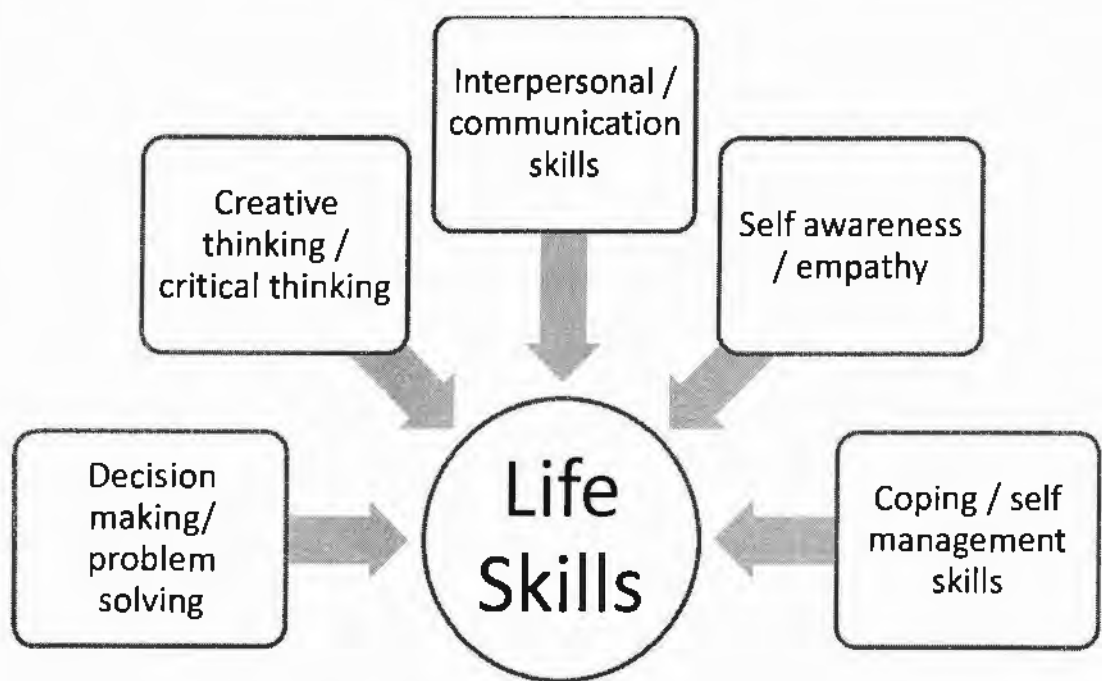 Interpersonal /
communication
skills
Creative
thinking /
critical thinking
Self awareness
/ empathy
Decision
making/
problem
solving
Life
Skills
Coping / self
management
skills